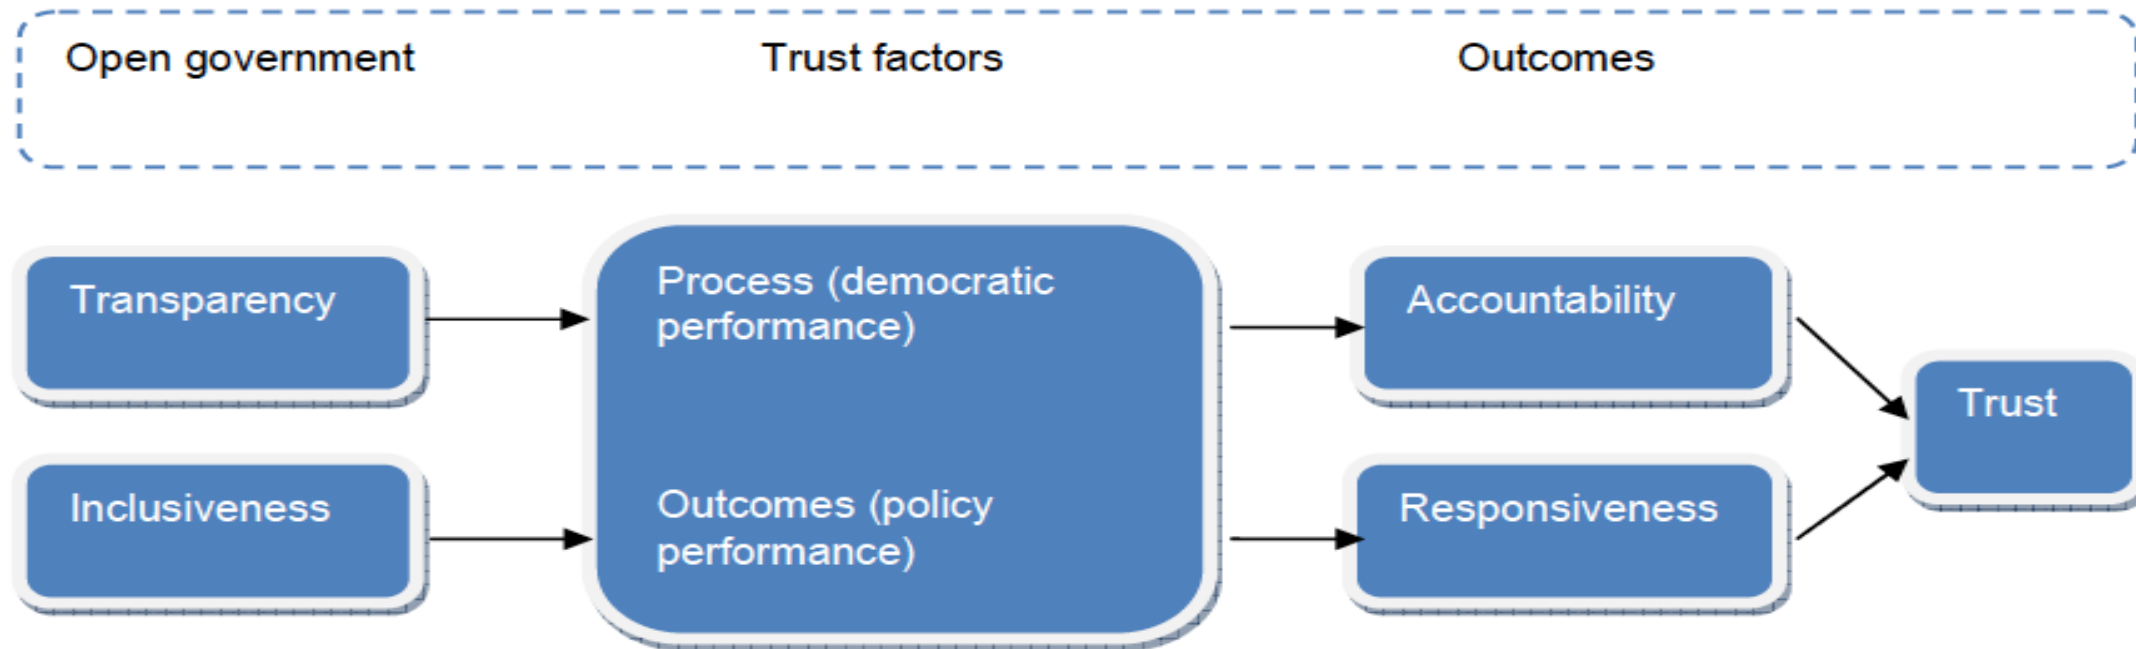 Open government
Trust factors
Outcomes
Transparency
Process (democratic
performance)
Accountability
Trust
Inclusiveness
Outcomes (policy
performance)
Responsiveness